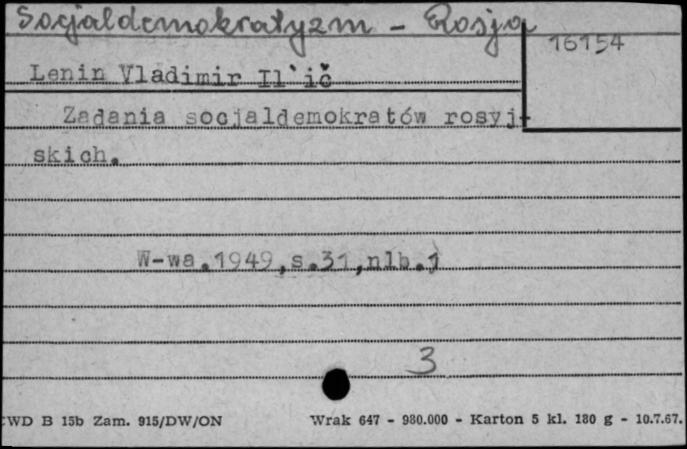 Socjaldemokratyzm - Rosja
16154
Lenin Vladimir Il'ič
Zadania socjaldemokratów rosyj-
skich.
W-wa.1949,s.31,nlb.1
3
WD B 15b Zam. 915/DW/ON Wrak 647 - 980.000 - Karton 5 kl. 180 g - 10.7.67.